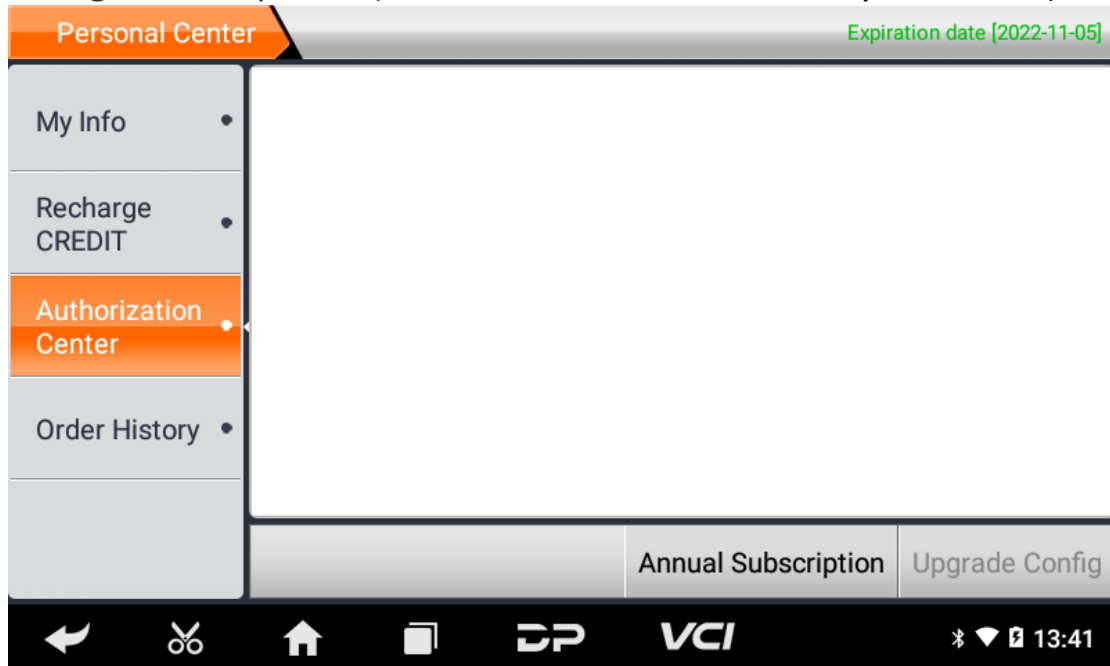 Personal Center
Expiration date [2022-11-05]
My Info
Recharge
CREDIT
Authorization
Center
Order History
Annual Subscription
Upgrade Config
DP
VCI
13:41